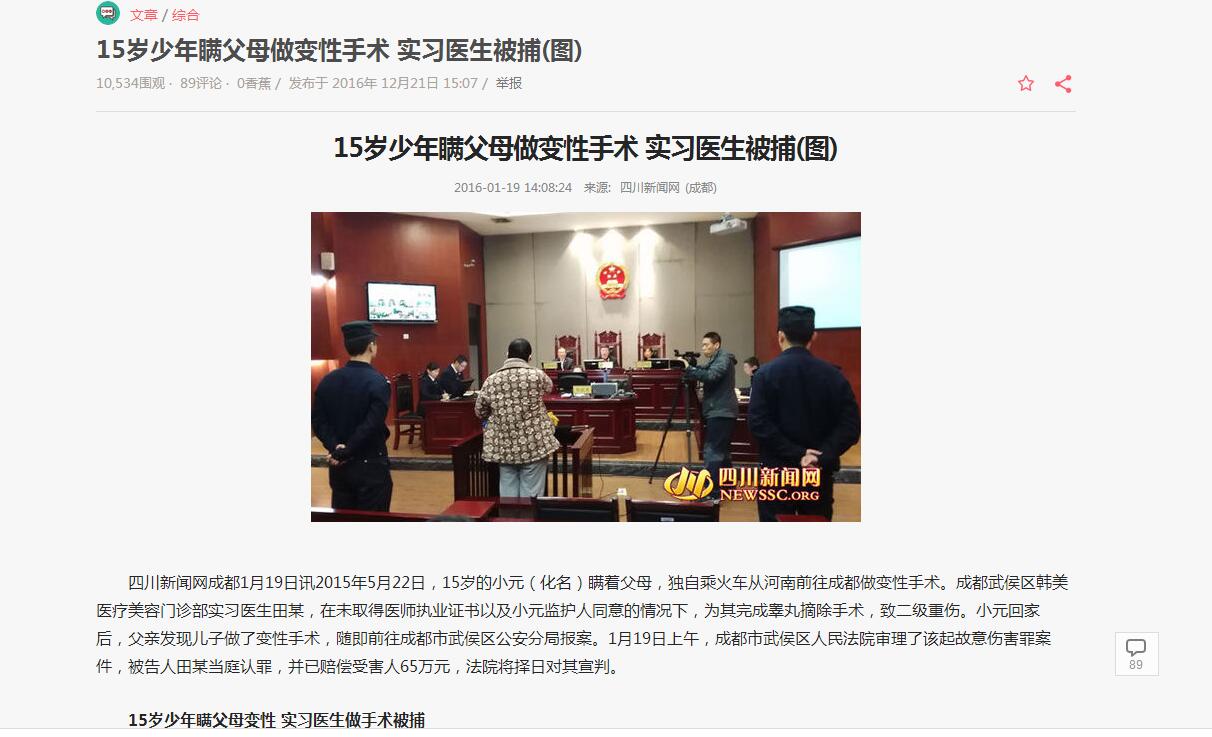 文章 / 综合
15岁少年瞒父母做变性手术 实习医生被捕(图)
10,534围观 · 89评论 · 0香蕉 / 发布于 2016年 12月21日 15:07 / 举报
15岁少年瞒父母做变性手术 实习医生被捕(图)
2016-01-19 14:08:24 来源: 四川新闻网 (成都)
四川新闻网
NEWSSC.ORG
四川新闻网成都1月19日讯2015年5月22日，15岁的小元（化名）瞒着父母，独自乘火车从河南前往成都做变性手术。成都武侯区韩美
医疗美容门诊部实习医生田某，在未取得医师执业证书以及小元监护人同意的情况下，为其完成睾丸摘除手术，致二级重伤。小元回家
后，父亲发现儿子做了变性手术，随即前往成都市武侯区公安分局报案。1月19日上午，成都市武侯区人民法院审理了该起故意伤害罪案
件，被告人田某当庭认罪，并已赔偿受害人65万元，法院将择日对其宣判。
89
15岁少年瞒父母变性 实习医生做手术被捕